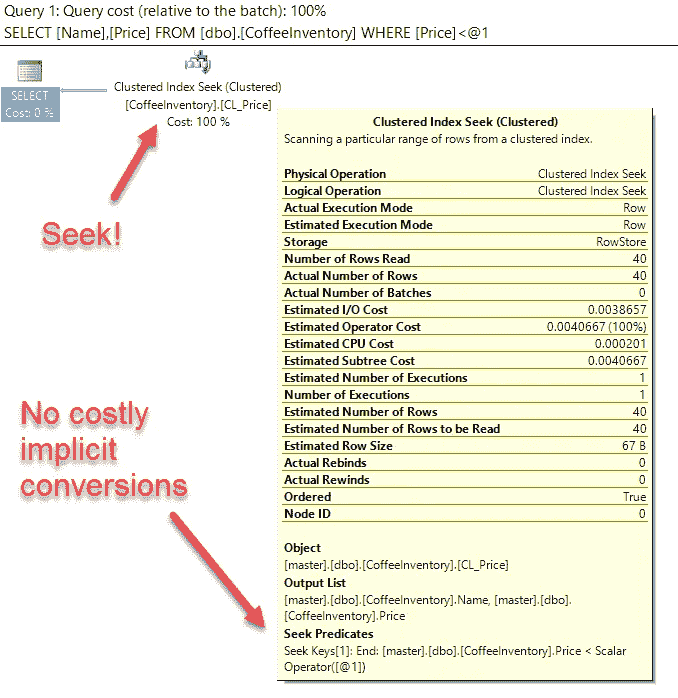 Query 1: Query cost (relative to the batch): 100%
SELECT [Name],[Price] FROM [dbo].[CoffeeInventory] WHERE [Price]<@1
SELECT
Cost: 0 %
Clustered Index Seek (Clustered)
[CoffeeInventory].[CL_Price]
Cost: 100 %
Seek!
No costly
implicit
conversions
Clustered Index Seek (Clustered)
Scanning a particular range of rows from a clustered index.
Physical Operation Clustered Index Seek
Logical Operation Clustered Index Seek
Actual Execution Mode Row
Estimated Execution Mode Row
Storage RowStore
Number of Rows Read 40
Actual Number of Rows 40
Actual Number of Batches 0
Estimated I/O Cost 0.0038657
Estimated Operator Cost 0.0040667 (100%)
Estimated CPU Cost 0.000201
Estimated Subtree Cost 0.0040667
Estimated Number of Executions 1
Number of Executions 1
Estimated Number of Rows 40
Estimated Number of Rows to be Read 40
Estimated Row Size 67 B
Actual Rebinds 0
Actual Rewinds 0
Ordered True
Node ID 0
Object
[master].[dbo].[CoffeeInventory].[CL_Price]
Output List
[master].[dbo].[CoffeeInventory].Name, [master].[dbo].
[CoffeeInventory].Price
Seek Predicates
Seek Keys[1]: End: [master].[dbo].[CoffeeInventory].Price < Scalar
Operator([@1])